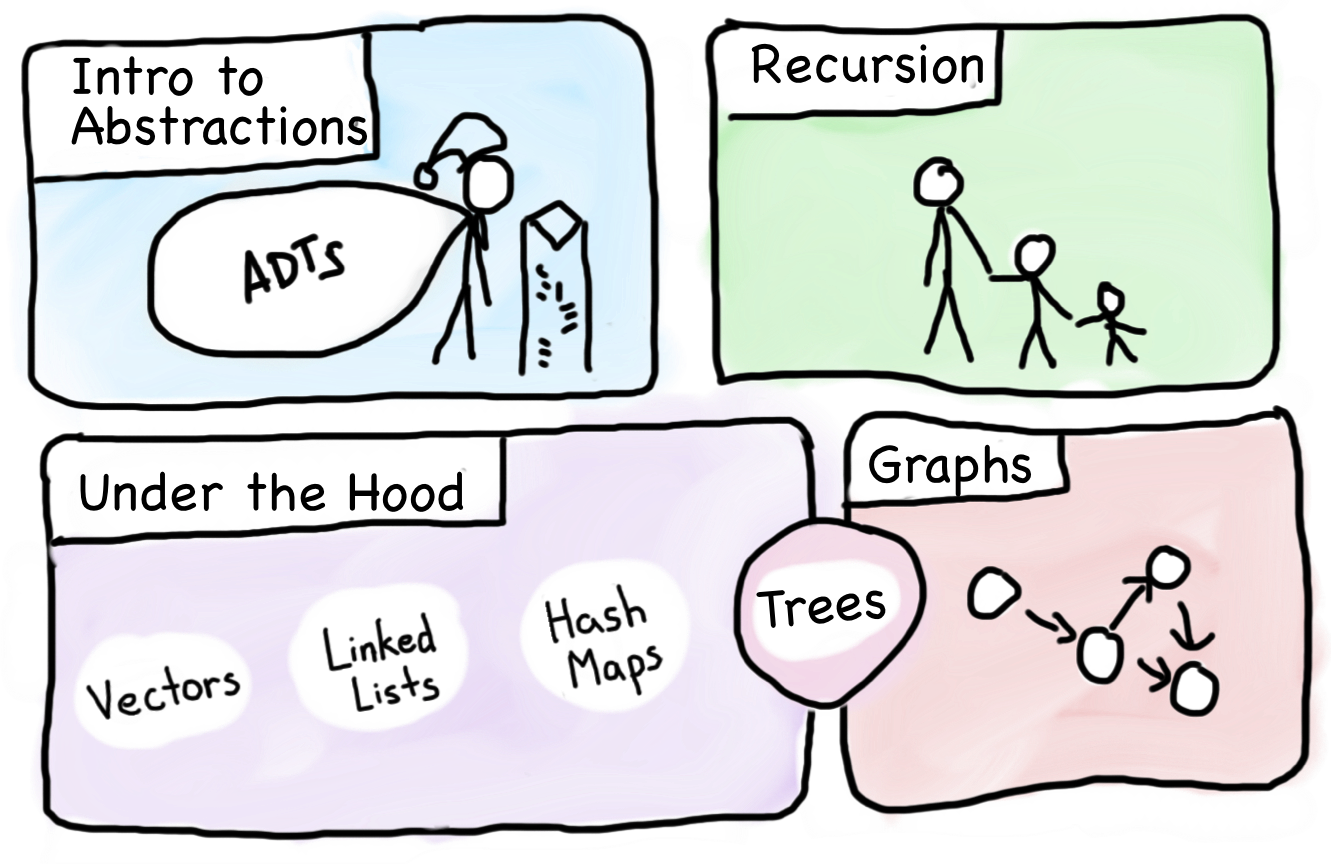 Intro to
Abstractions
ADTs
Recursion
Under the Hood
Vectors
Linked
Lists
Hash
Maps
Trees
Graphs